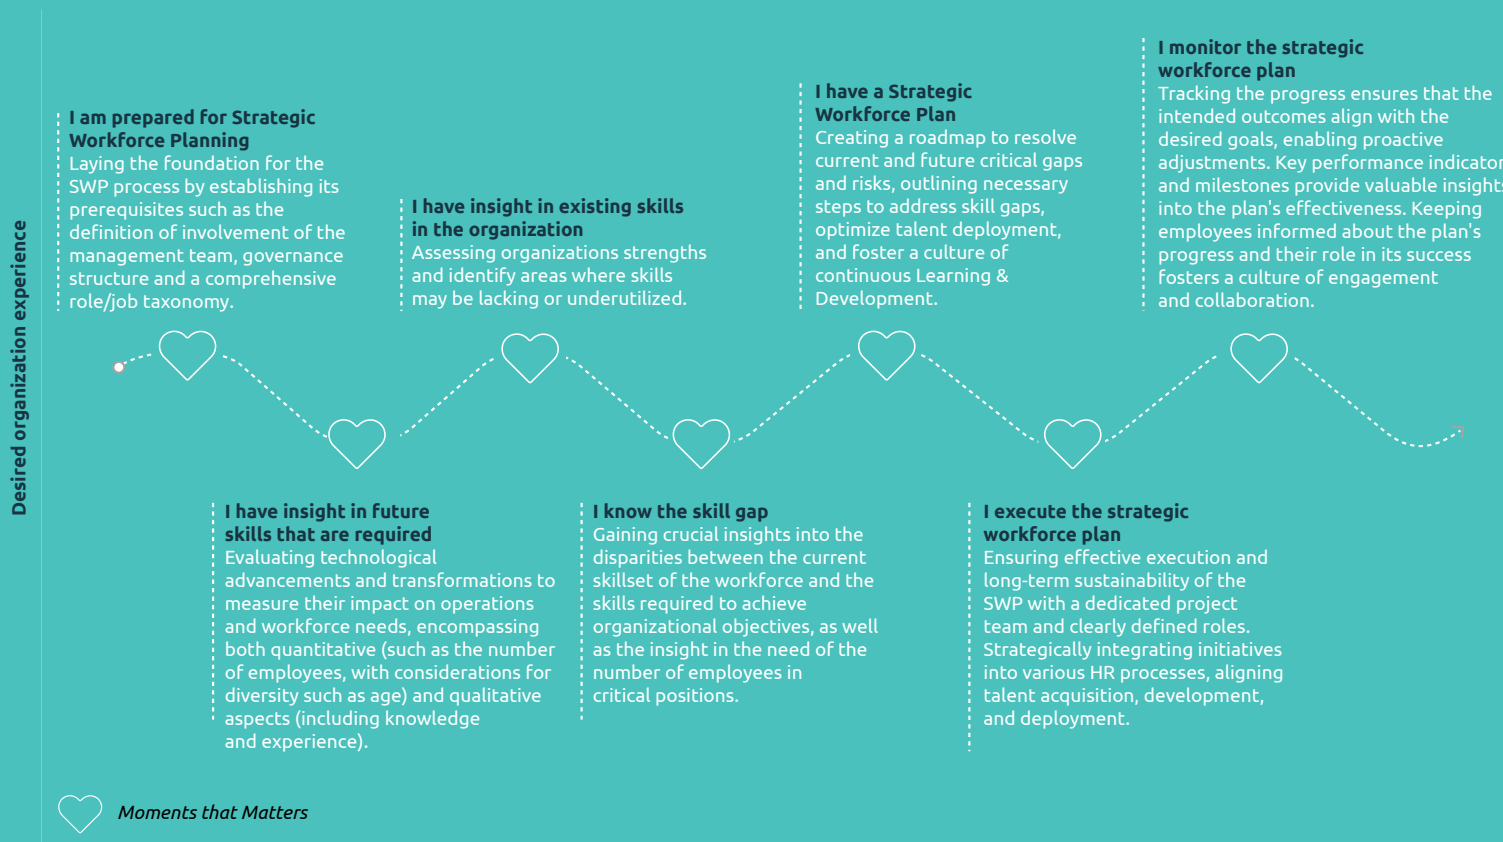 Desired organization experience
I am prepared for Strategic
Workforce Planning
Laying the foundation for the
SWP process by establishing its
prerequisites such as the
definition of involvement of the
management team, governance
structure and a comprehensive
role/job taxonomy.
I have insight in future
skills that are required
Evaluating technological
advancements and transformations to
measure their impact on operations
and workforce needs, encompassing
both quantitative (such as the number
of employees, with considerations for
diversity such as age) and qualitative
aspects (including knowledge
and experience).
I have insight in existing skills
in the organization
Assessing organizations strengths
and identify areas where skills
may be lacking or underutilized.
I know the skill gap
Gaining crucial insights into the
disparities between the current
skillset of the workforce and the
skills required to achieve
organizational objectives, as well
as the insight in the need of the
number of employees in
critical positions.
I have a Strategic
Workforce Plan
Creating a roadmap to resolve
current and future critical gaps
and risks, outlining necessary
steps to address skill gaps,
optimize talent deployment,
and foster a culture of
continuous Learning &
Development.
I execute the strategic
workforce plan
Ensuring effective execution and
long-term sustainability of the
SWP with a dedicated project
team and clearly defined roles.
Strategically integrating initiatives
into various HR processes, aligning
talent acquisition, development,
and deployment.
I monitor the strategic
workforce plan
Tracking the progress ensures that the
intended outcomes align with the
desired goals, enabling proactive
adjustments. Key performance indicator
and milestones provide valuable insights
into the plan's effectiveness. Keeping
employees informed about the plan's
progress and their role in its success
fosters a culture of engagement
and collaboration.
Moments that Matters